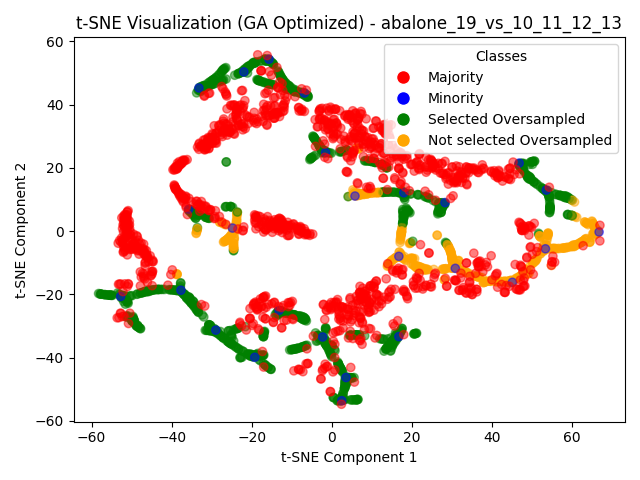 t-SNE Visualization (GA Optimized) - abalone_19_vs_10_11_12_13
Classes
Majority
Minority
Selected Oversampled
Not selected Oversampled
60
40
20
0
−20
−40
−60
t-SNE Component 2
−60 −40 −20 0 20 40 60
t-SNE Component 1